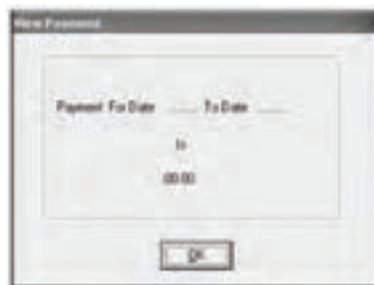 View Payment
Payment For Date ...... To Date ......
Is
00.00
OK